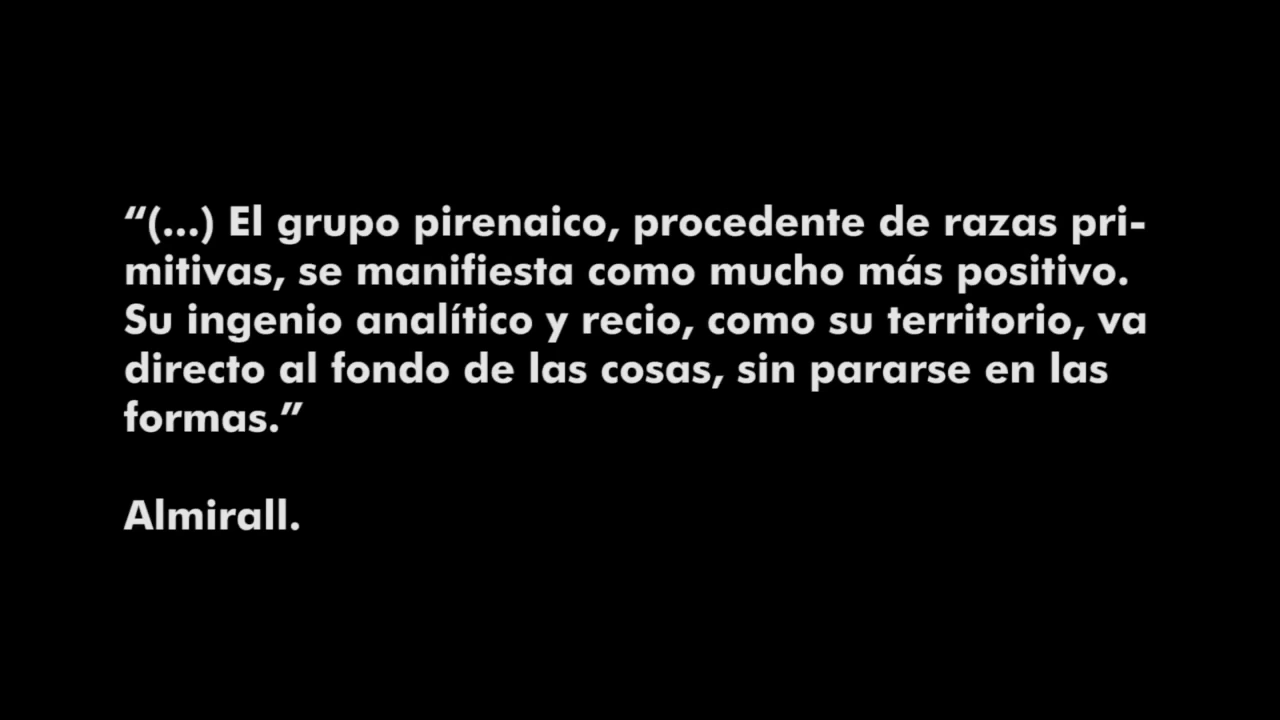 “(...) El grupo pirenaico, procedente de razas pri-
mitivas, se manifiesta como mucho más positivo.
Su ingenio analítico y recio, como su territorio, va
directo al fondo de las cosas, sin pararse en las
formas.”
Almirall.